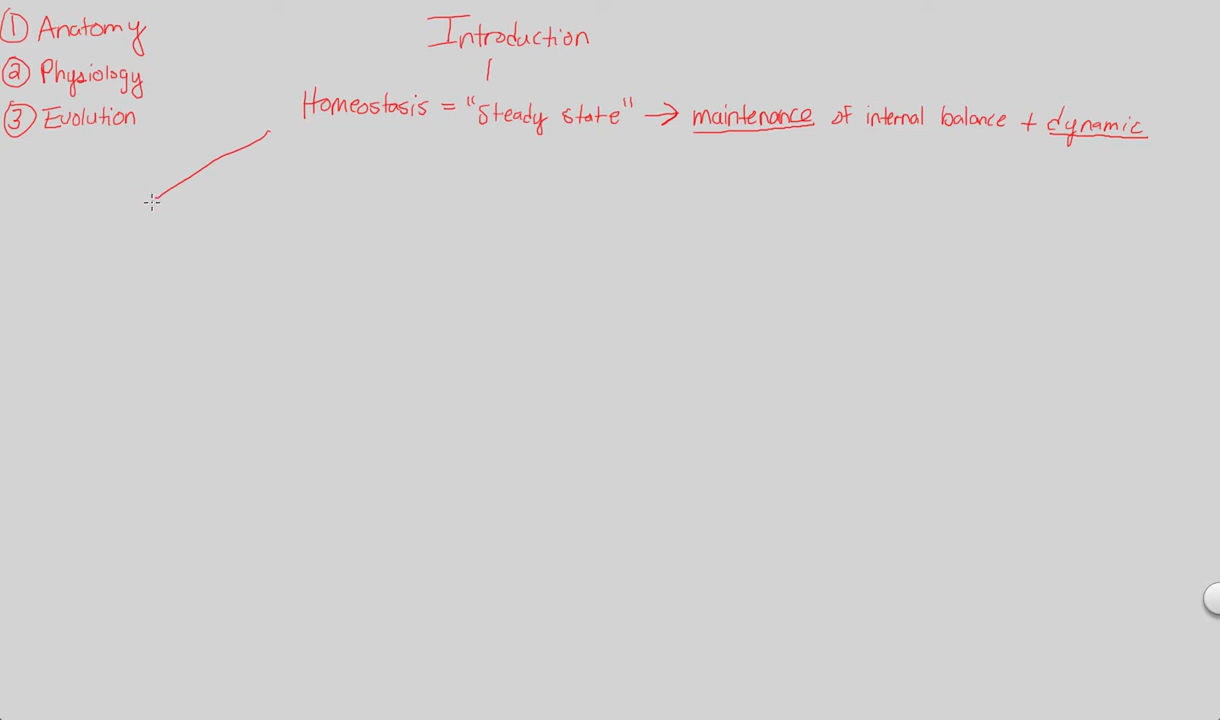 ① Anatomy
② Physiology
③ Evolution
Introduction
Homeostasis = "Steady state" → maintenance of internal balance + dynamic